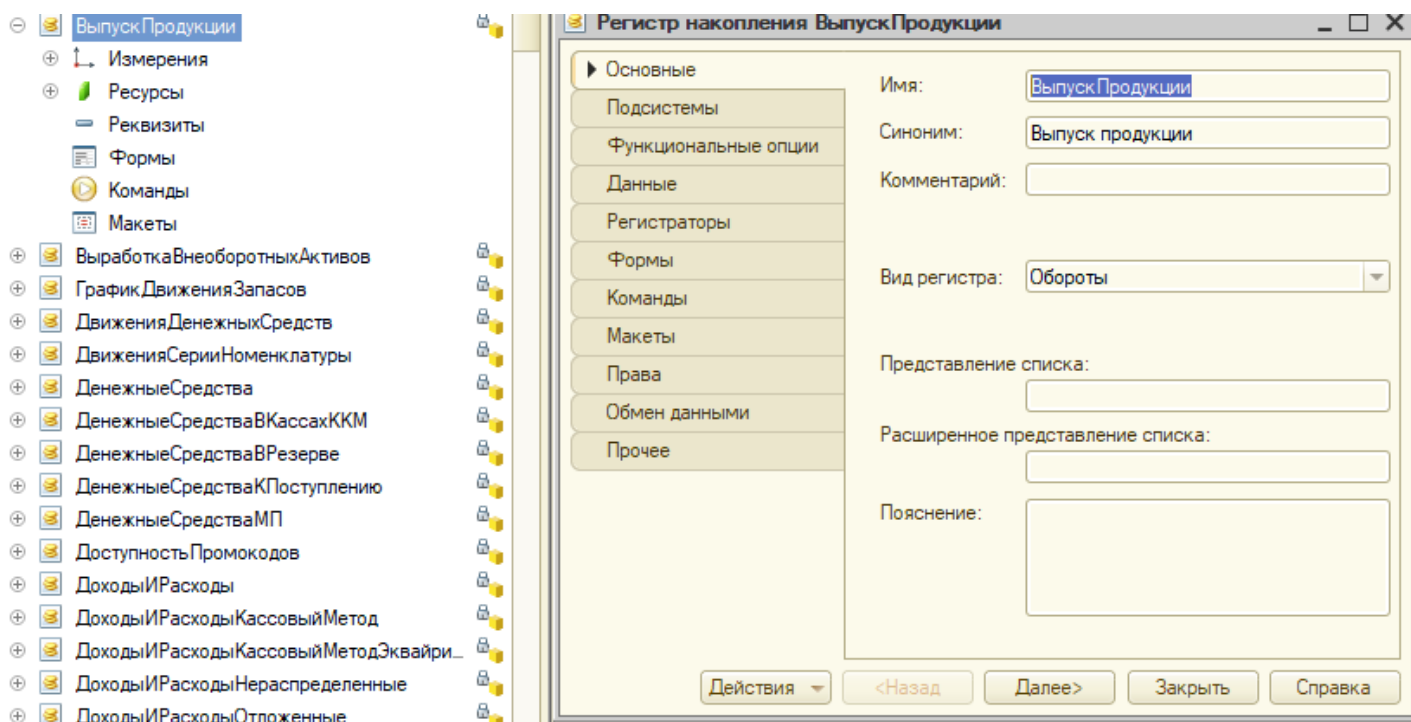 ВыпускПродукции
Измерения
Ресурсы
Реквизиты
Формы
Команды
Макеты
ВыработкаВнеоборотныхАктивов
ГрафикДвиженияЗапасов
ДвиженияДенежныхСредств
ДвиженияСерииНоменклатуры
ДенежныеСредства
ДенежныеСредстваВКассахККМ
ДенежныеСредстваВРезерве
ДенежныеСредстваКПоступлению
ДенежныеСредстваМП
ДоступностьПромокодов
ДоходыИРасходы
ДоходыИРасходыКассовыйМетод
ДоходыИРасходыКассовыйМетодЭквайри...
ДоходыИРасходыНераспределенные
ДоходыИРасходыОтложенные
Регистр накопления ВыпускПродукции
Основные
Подсистемы
Функциональные опции
Данные
Регистраторы
Формы
Команды
Макеты
Права
Обмен данными
Прочее
Имя: ВыпускПродукции
Синоним: Выпуск продукции
Комментарий:
Вид регистра: Обороты
Представление списка:
Расширенное представление списка:
Пояснение:
Действия <Назад Далее> Закрыть Справка